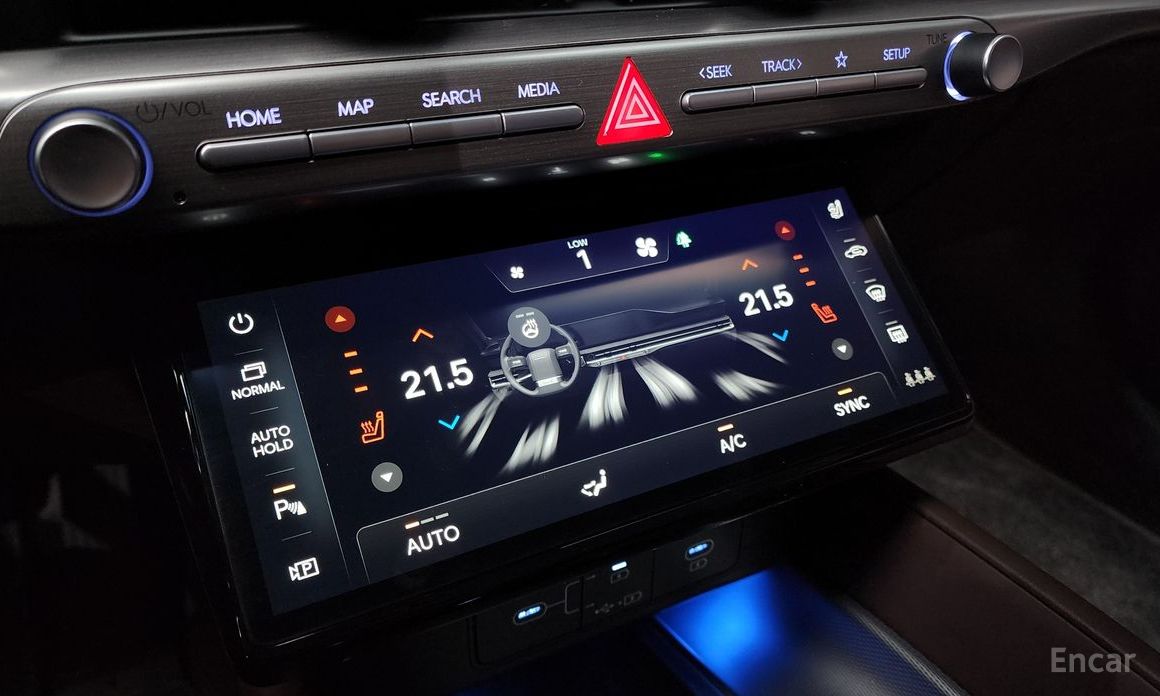 ⏻/VOL
HOME
MAP
SEARCH
MEDIA
<SEEK
TRACK>
☆
SETUP
TUNE
LOW
1
NORMAL
AUTO
HOLD
P
P
21.5
21.5
AUTO
A/C
SYNC
Encar